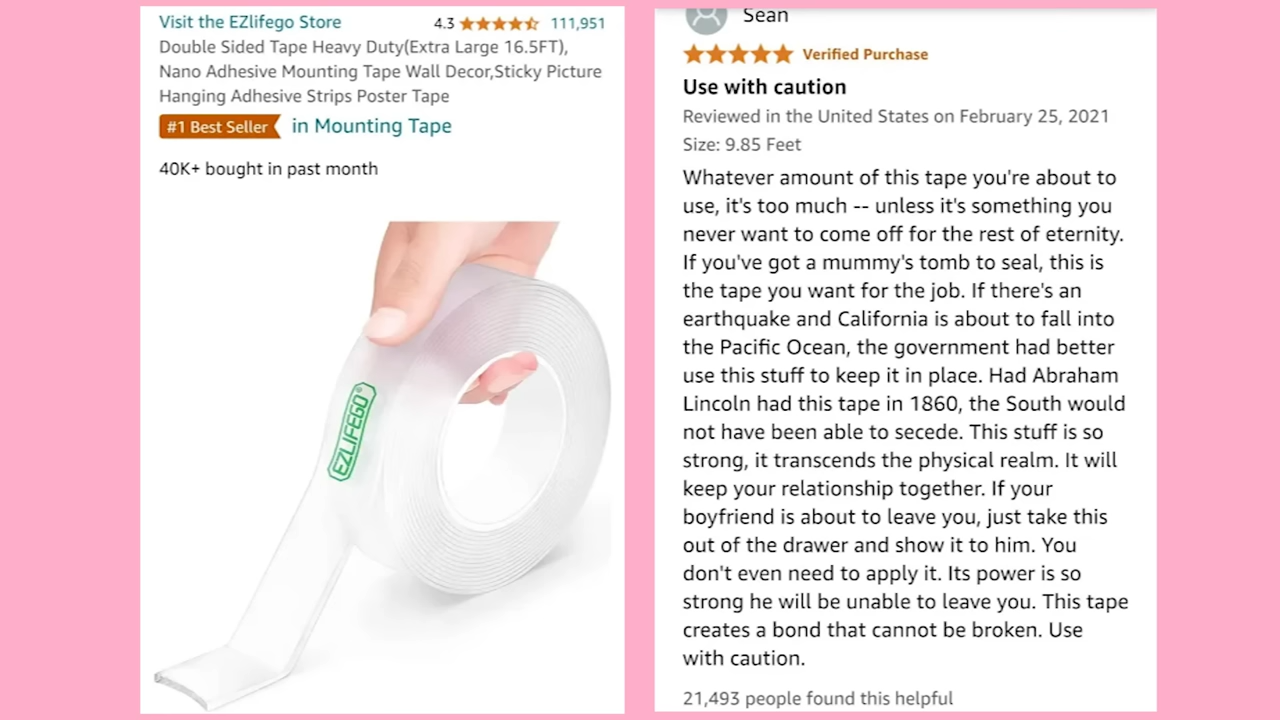 Visit the EZlifego Store
4.3 111,951
Double Sided Tape Heavy Duty(Extra Large 16.5FT),
Nano Adhesive Mounting Tape Wall Decor,Sticky Picture
Hanging Adhesive Strips Poster Tape
#1 Best Seller in Mounting Tape
40K+ bought in past month
EZLIFEGO®
Sean
Verified Purchase
Use with caution
Reviewed in the United States on February 25, 2021
Size: 9.85 Feet
Whatever amount of this tape you're about to
use, it's too much -- unless it's something you
never want to come off for the rest of eternity.
If you've got a mummy's tomb to seal, this is
the tape you want for the job. If there's an
earthquake and California is about to fall into
the Pacific Ocean, the government had better
use this stuff to keep it in place. Had Abraham
Lincoln had this tape in 1860, the South would
not have been able to secede. This stuff is so
strong, it transcends the physical realm. It will
keep your relationship together. If your
boyfriend is about to leave you, just take this
out of the drawer and show it to him. You
don't even need to apply it. Its power is so
strong he will be unable to leave you. This tape
creates a bond that cannot be broken. Use
with caution.
21,493 people found this helpful